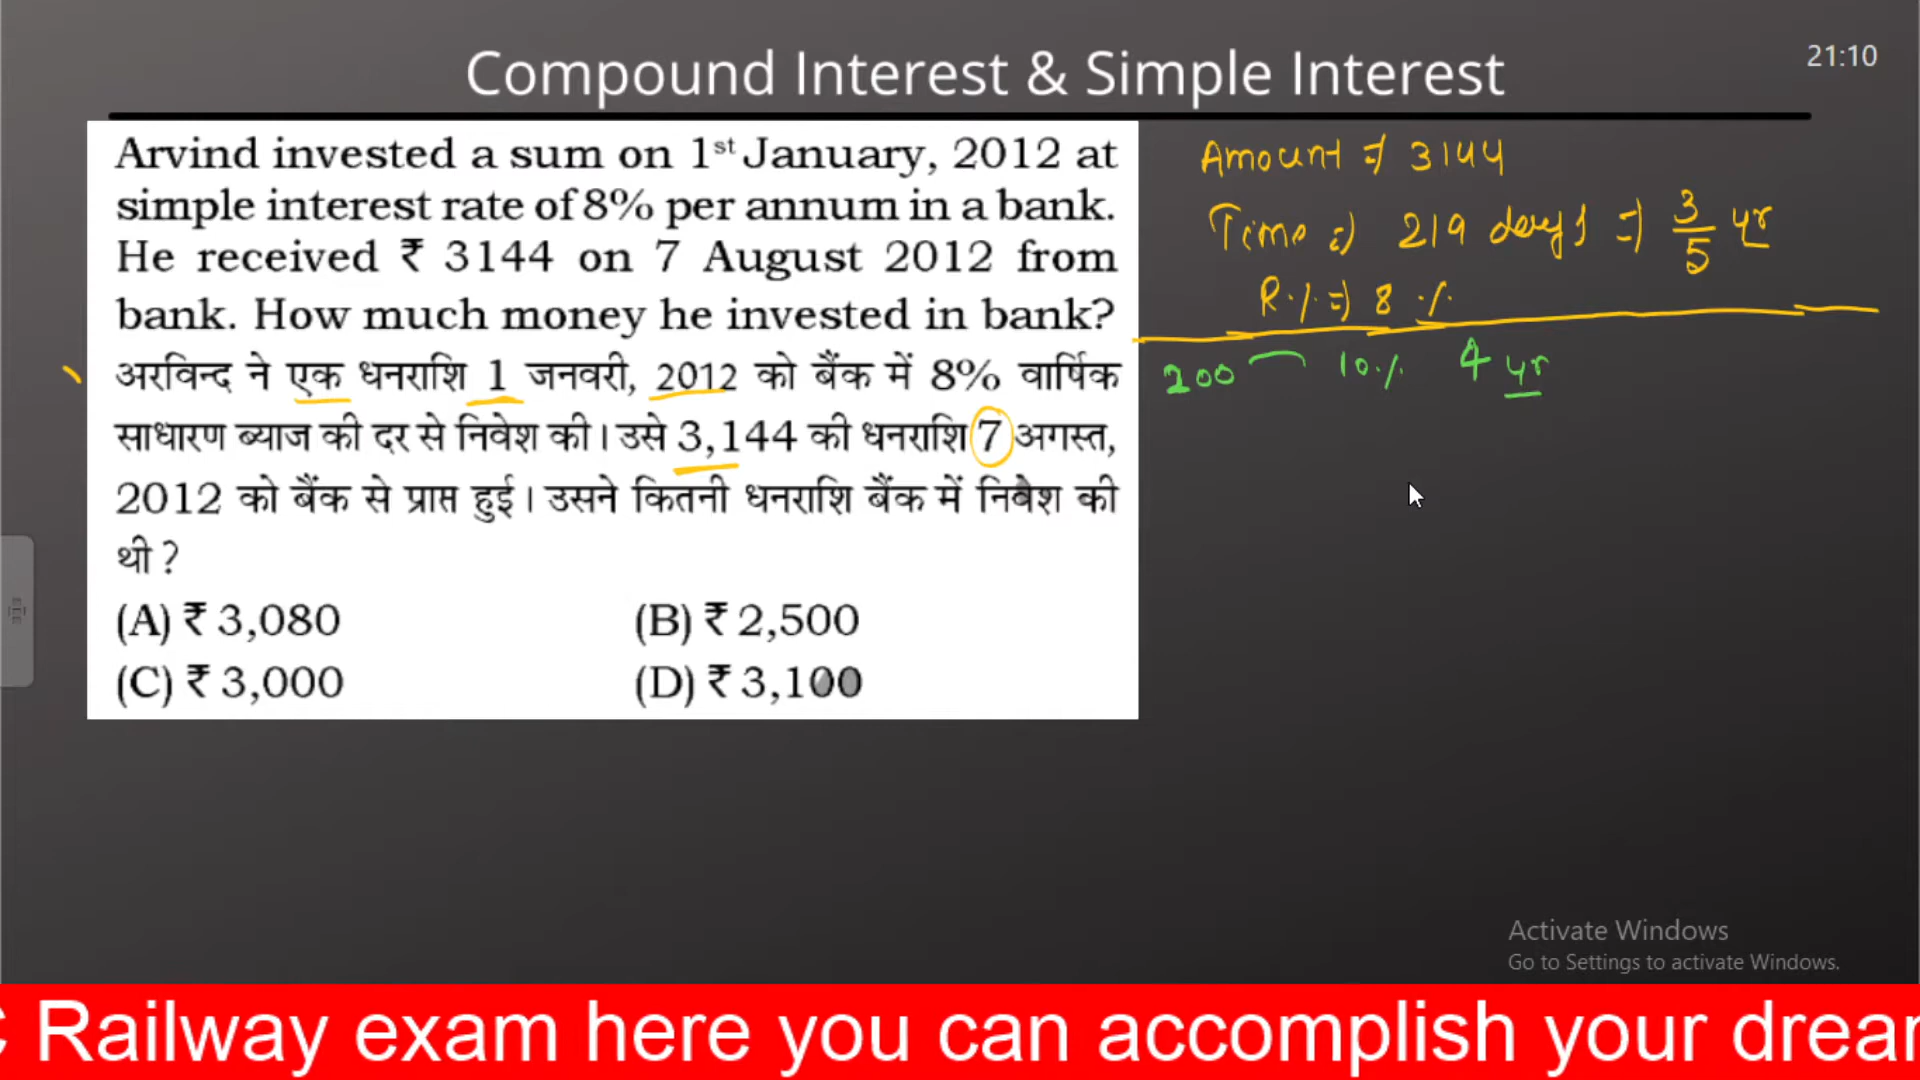 Compound Interest & Simple Interest
21:10
Arvind invested a sum on 1st January, 2012 at
simple interest rate of 8% per annum in a bank.
He received ₹ 3144 on 7 August 2012 from
bank. How much money he invested in bank?
अरविन्द ने एक धनराशि 1 जनवरी, 2012 को बैंक में 8% वार्षिक
साधारण ब्याज की दर से निवेश की। उसे 3,144 की धनराशि 7 अगस्त,
2012 को बैंक से प्राप्त हुई। उसने कितनी धनराशि बैंक में निवेश की
थी?
(A) ₹ 3,080 (B) ₹ 2,500
(C) ₹ 3,000 (D) ₹ 3,100
Amount => 3144
Time => 219 days => 3/5 yr
R% => 8 %
200 10% 4 yr
Activate Windows
Go to Settings to activate Windows.
Railway exam here you can accomplish your